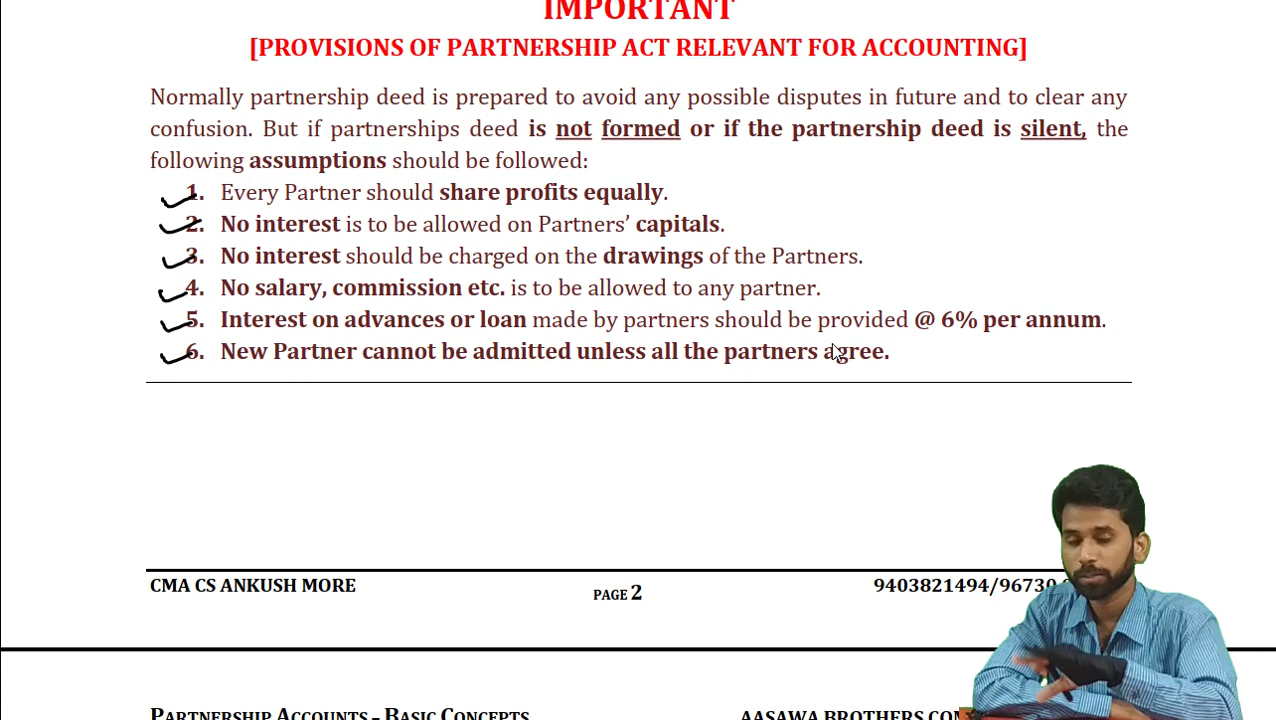 IMPORTANT
[PROVISIONS OF PARTNERSHIP ACT RELEVANT FOR ACCOUNTING]
Normally partnership deed is prepared to avoid any possible disputes in future and to clear any
confusion. But if partnerships deed is not formed or if the partnership deed is silent, the
following assumptions should be followed:
1. Every Partner should share profits equally.
2. No interest is to be allowed on Partners’ capitals.
3. No interest should be charged on the drawings of the Partners.
4. No salary, commission etc. is to be allowed to any partner.
5. Interest on advances or loan made by partners should be provided @ 6% per annum.
6. New Partner cannot be admitted unless all the partners agree.
CMA CS ANKUSH MORE
PAGE 2
9403821494/96730
PARTNERSHIP ACCOUNTS – BASIC CONCEPTS
AASAWA BROTHERS